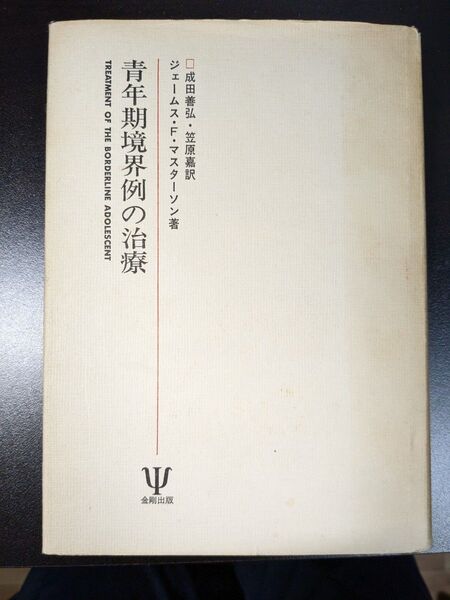 □成田善弘・笠原嘉訳
ジェームス・F・マスターソン著
青年期境界例の治療
TREATMENT OF THE BORDERLINE ADOLESCENT
Ψ
金剛出版